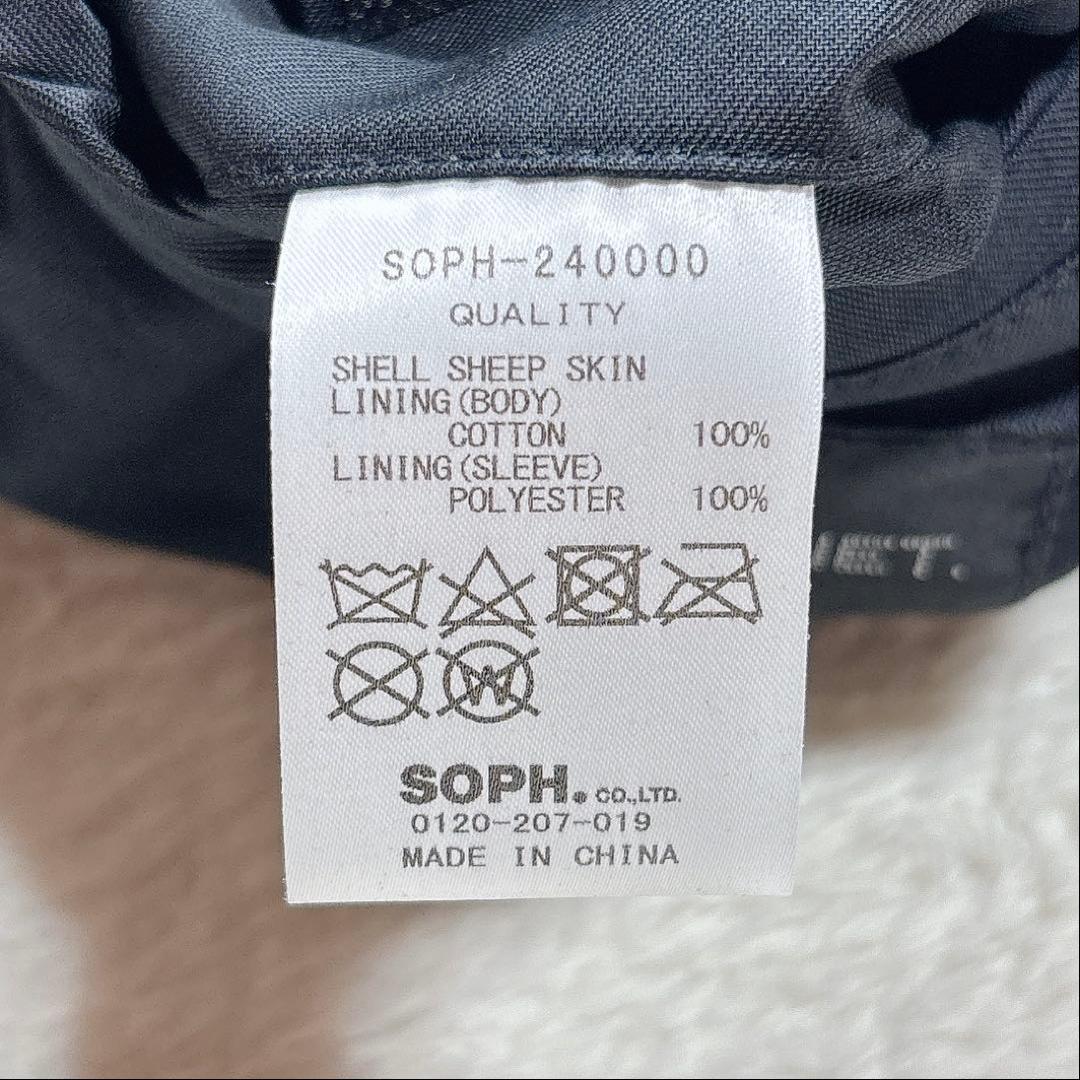 SOPH-240000
QUALITY
SHELL SHEEP SKIN
LINING(BODY)
COTTON 100%
LINING(SLEEVE)
POLYESTER 100%
W
SOPH. CO.,LTD.
0120-207-019
MADE IN CHINA